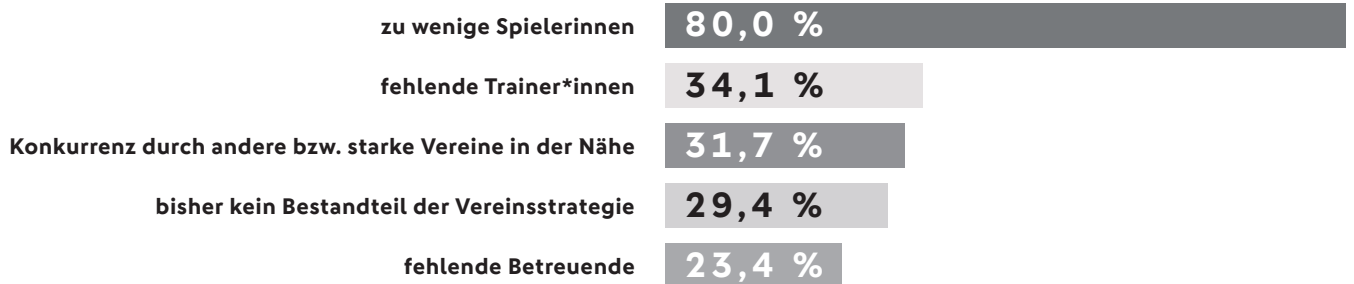 zu wenige Spielerinnen 80,0 %
fehlende Trainer*innen 34,1 %
Konkurrenz durch andere bzw. starke Vereine in der Nähe 31,7 %
bisher kein Bestandteil der Vereinsstrategie 29,4 %
fehlende Betreuende 23,4 %